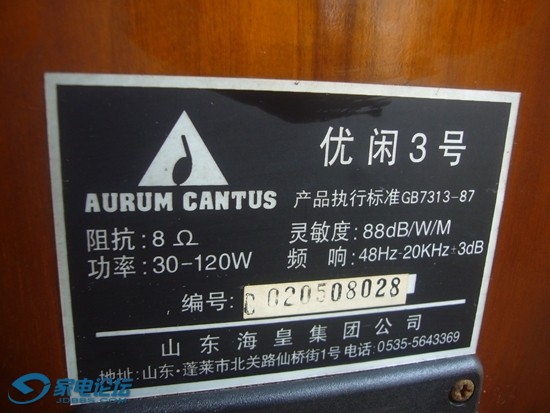 优闲3号
AURUM CANTUS
产品执行标准GB7313-87
阻抗:8Ω 灵敏度:88dB/W/M
功率:30-120W 频 响:48Hz-20KHz±3dB
编号: 020508028
山东海皇集团公司
地址:山东·蓬莱市北关路仙桥街1号 电话:0535-5643369
家电论坛